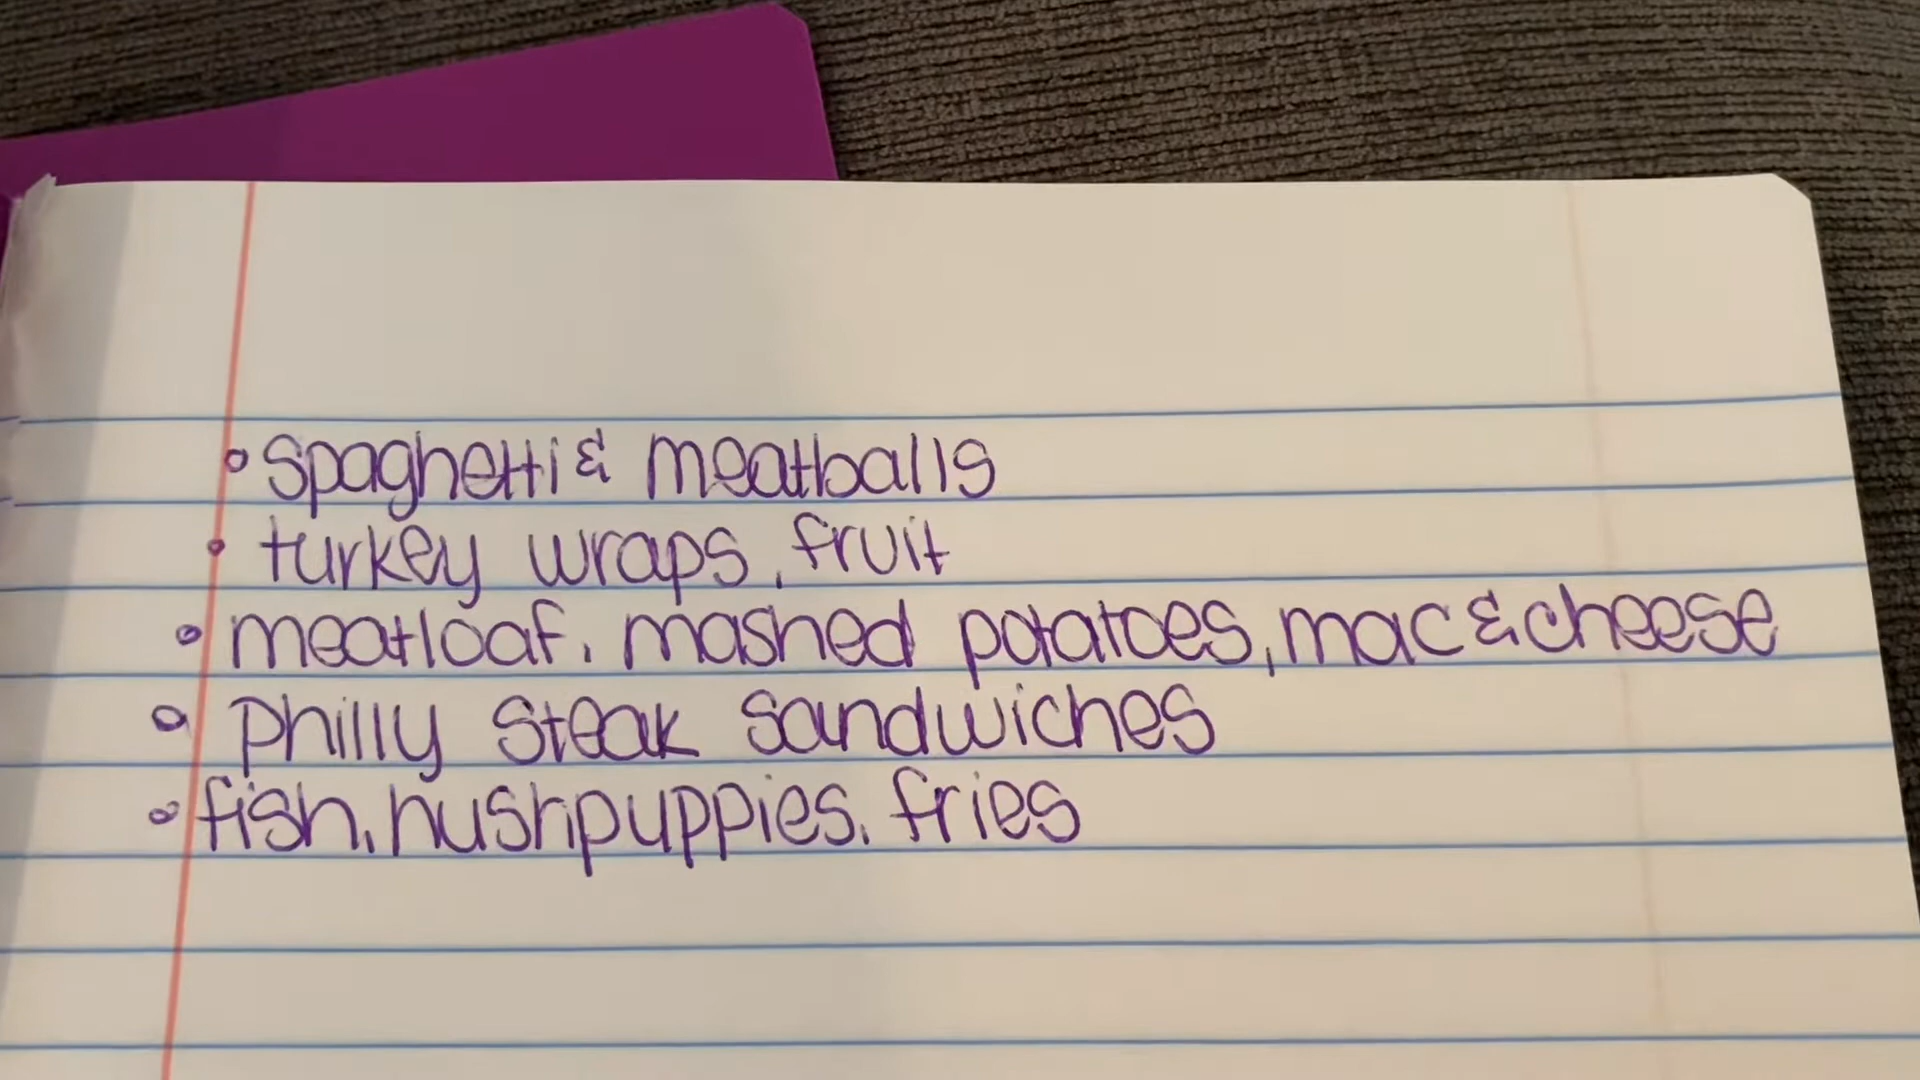 • Spaghetti & meatballs
• turkey wraps, fruit
• meatloaf, mashed potatoes, mac & cheese
• Philly Steak Sandwiches
• fish, hushpuppies, fries